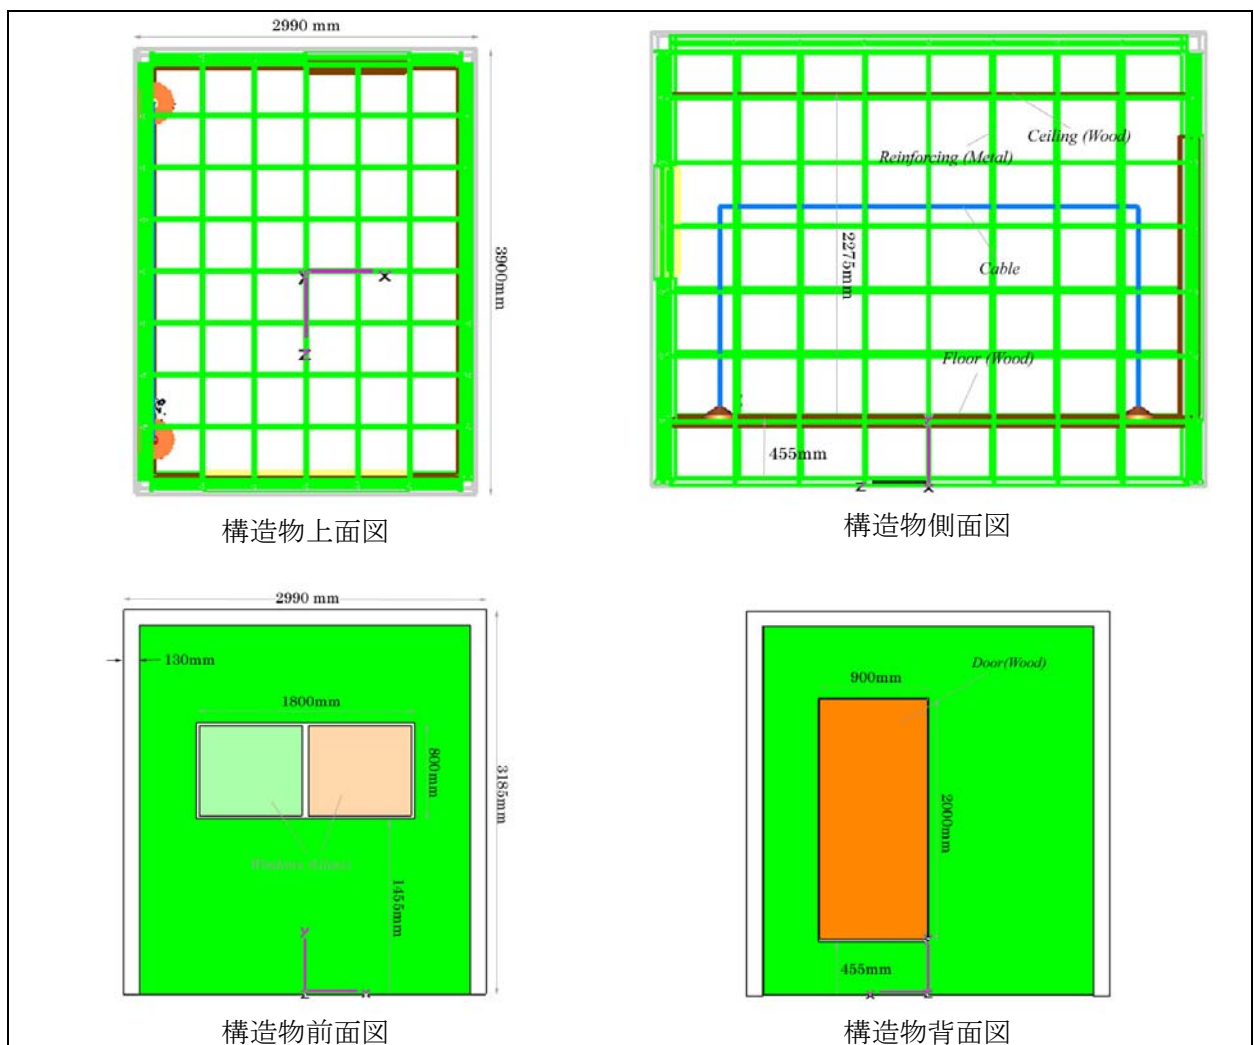 2990 mm
3900mm
X
Z
構造物上面図
Ceiling (Wood)
Reinforcing (Metal)
2275mm
Cable
Floor (Wood)
455mm
Z
X
構造物側面図
2990 mm
130mm
1800mm
800mm
3185mm
1455mm
y
構造物前面図
Door(Wood)
900mm
2000mm
455mm
構造物背面図